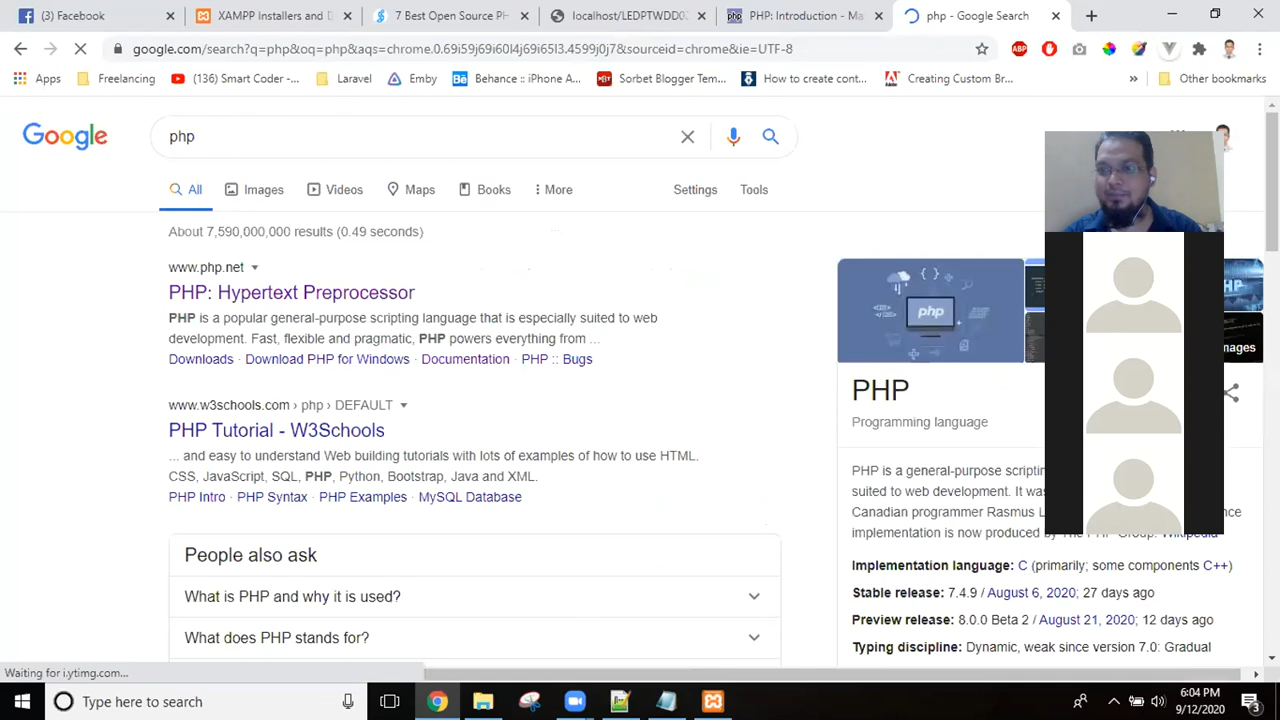 (3) Facebook
XAMPP Installers and D
7 Best Open Source PH
localhost/LEDPTWDD02
PHP: Introduction - Ma
php - Google Search
google.com/search?q=php&oq=php&aqs=chrome.0.69i59j69i60l4j69i65l3.4599j0j7&sourceid=chrome&ie=UTF-8
ABP
Apps
Freelancing
(136) Smart Coder -...
Laravel
Emby
Behance :: iPhone A...
Sorbet Blogger Tem...
How to create cont...
Creating Custom Br...
Other bookmarks
Google
php
All
Images
Videos
Maps
Books
More
Settings
Tools
About 7,590,000,000 results (0.49 seconds)
www.php.net
PHP: Hypertext Preprocessor
PHP is a popular general-purpose scripting language that is especially suited to web
development. Fast, flexible and pragmatic, PHP powers everything from ...
Downloads · Download PHP for Windows · Documentation · PHP :: Bugs
www.w3schools.com › php › DEFAULT
PHP Tutorial - W3Schools
... and easy to understand Web building tutorials with lots of examples of how to use HTML.
CSS, JavaScript, SQL, PHP, Python, Bootstrap, Java and XML.
PHP Intro · PHP Syntax · PHP Examples · MySQL Database
People also ask
What is PHP and why it is used?
What does PHP stands for?
php
PHP
images
PHP
Programming language
PHP is a general-purpose scripting
suited to web development. It was
Canadian programmer Rasmus L
implementation is now produced by The PHP Group. Wikipedia
Implementation language: C (primarily; some components C++)
Stable release: 7.4.9 / August 6, 2020; 27 days ago
Preview release: 8.0.0 Beta 2 / August 21, 2020; 12 days ago
Typing discipline: Dynamic, weak since version 7.0: Gradual
Waiting for i.ytimg.com...
Type here to search
6:04 PM
9/12/2020
3